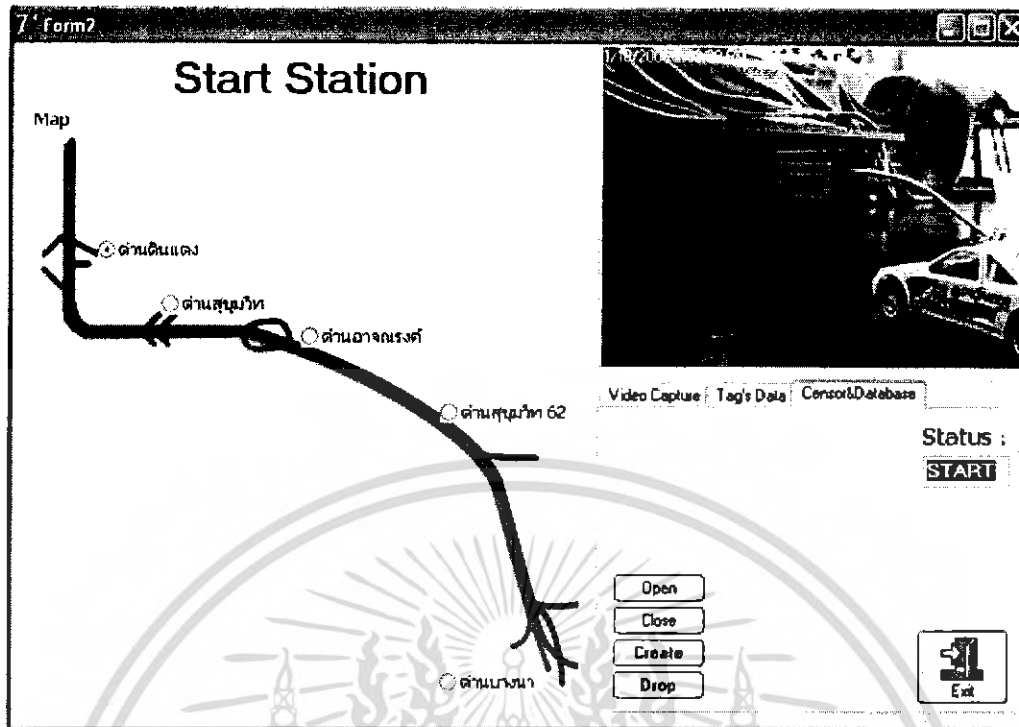 Form2
Start Station
Map
ด่านดินแดง
ด่านสุขุมวิท
ด่านอาจณรงค์
ด่านสุขุมวิท 62
ด่านบางนา
Video Capture
Tag's Data
Censor&Database
Status :
START
Open
Close
Create
Drop
Exit